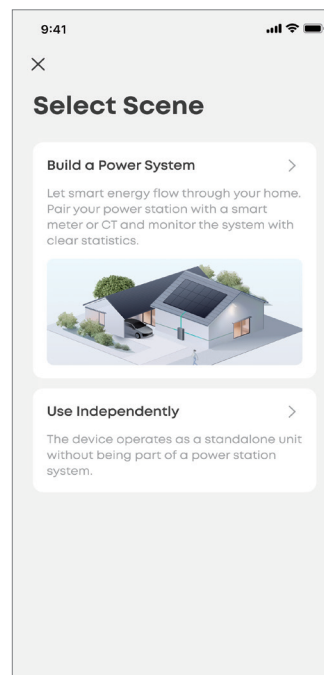 9:41
Select Scene
Build a Power System
Let smart energy flow through your home.
Pair your power station with a smart
meter or CT and monitor the system with
clear statistics.
Use Independently
The device operates as a standalone unit
without being part of a power station
system.